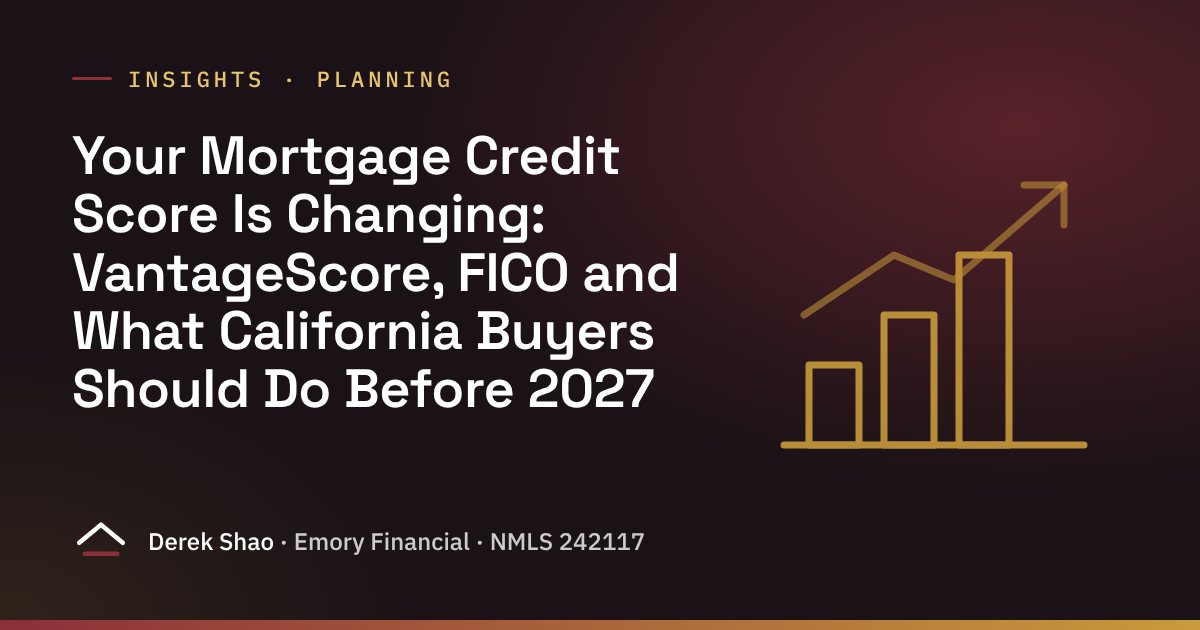 INSIGHTS · PLANNING
Your Mortgage Credit
Score Is Changing:
VantageScore, FICO and
What California Buyers
Should Do Before 2027
Derek Shao · Emory Financial · NMLS 242117